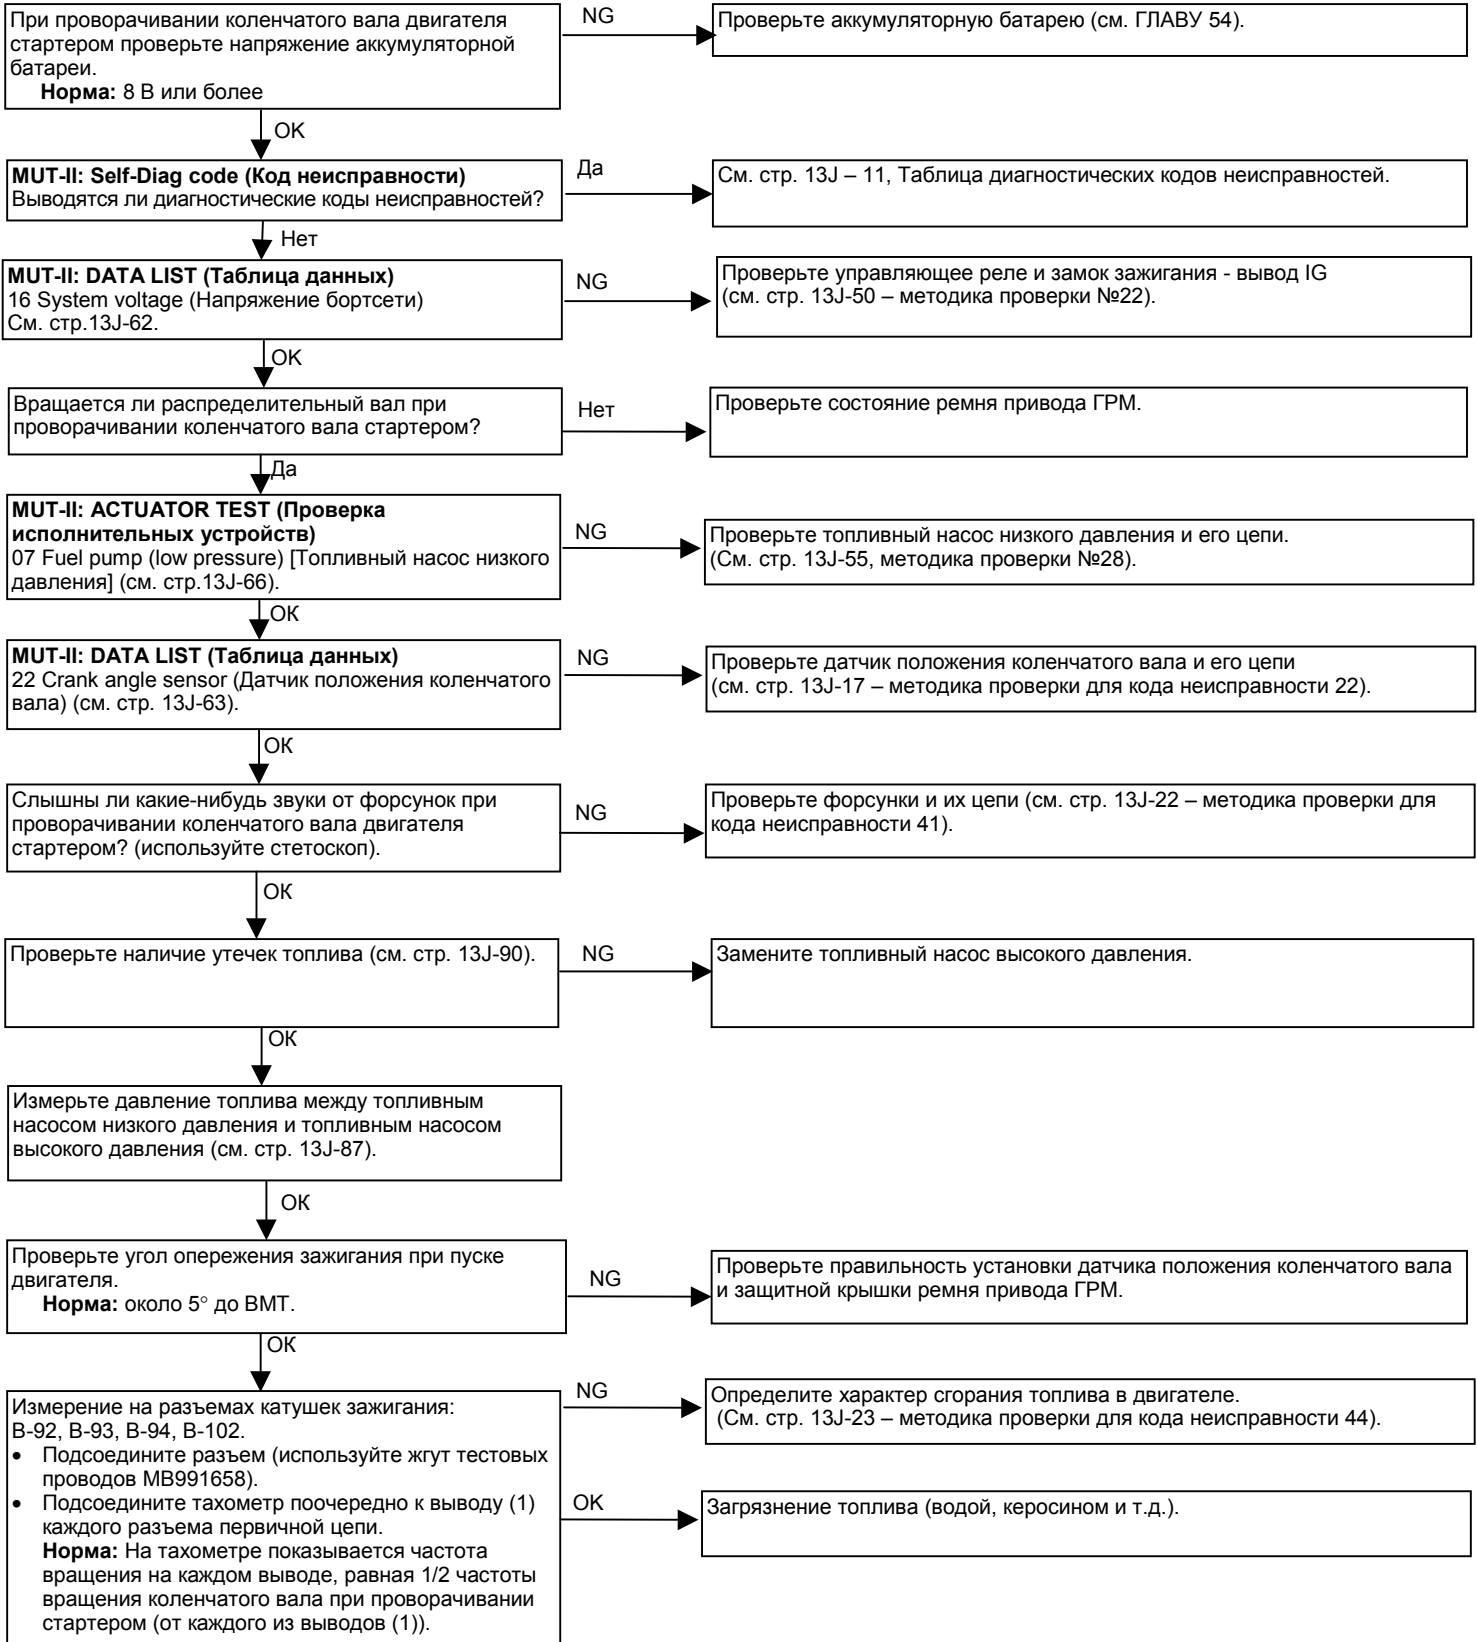 При проворачивании коленчатого вала двигателя
стартером проверьте напряжение аккумуляторной
батареи.
Норма: 8 В или более
NG
Проверьте аккумуляторную батарею (см. ГЛАВУ 54).
OK
MUT-II: Self-Diag code (Код неисправности)
Выводятся ли диагностические коды неисправностей?
Да
См. стр. 13J – 11, Таблица диагностических кодов неисправностей.
Нет
MUT-II: DATA LIST (Таблица данных)
16 System voltage (Напряжение бортсети)
См. стр.13J-62.
NG
Проверьте управляющее реле и замок зажигания - вывод IG
(см. стр. 13J-50 – методика проверки №22).
OK
Вращается ли распределительный вал при
проворачивании коленчатого вала стартером?
Нет
Проверьте состояние ремня привода ГРМ.
Да
MUT-II: ACTUATOR TEST (Проверка
исполнительных устройств)
07 Fuel pump (low pressure) [Топливный насос низкого
давления] (см. стр.13J-66).
NG
Проверьте топливный насос низкого давления и его цепи.
(См. стр. 13J-55, методика проверки №28).
OK
MUT-II: DATA LIST (Таблица данных)
22 Crank angle sensor (Датчик положения коленчатого
вала) (см. стр. 13J-63).
NG
Проверьте датчик положения коленчатого вала и его цепи
(см. стр. 13J-17 – методика проверки для кода неисправности 22).
OK
Слышны ли какие-нибудь звуки от форсунок при
проворачивании коленчатого вала двигателя
стартером? (используйте стетоскоп).
NG
Проверьте форсунки и их цепи (см. стр. 13J-22 – методика проверки для
кода неисправности 41).
OK
Проверьте наличие утечек топлива (см. стр. 13J-90).
NG
Замените топливный насос высокого давления.
OK
Измерьте давление топлива между топливным
насосом низкого давления и топливным насосом
высокого давления (см. стр. 13J-87).
OK
Проверьте угол опережения зажигания при пуске
двигателя.
Норма: около 5° до ВМТ.
NG
Проверьте правильность установки датчика положения коленчатого вала
и защитной крышки ремня привода ГРМ.
OK
Измерение на разъемах катушек зажигания:
B-92, B-93, B-94, B-102.
• Подсоедините разъем (используйте жгут тестовых
проводов MB991658).
• Подсоедините тахометр поочередно к выводу (1)
каждого разъема первичной цепи.
Норма: На тахометре показывается частота
вращения на каждом выводе, равная 1/2 частоты
вращения коленчатого вала при проворачивании
стартером (от каждого из выводов (1)).
NG
Определите характер сгорания топлива в двигателе.
(См. стр. 13J-23 – методика проверки для кода неисправности 44).
OK
Загрязнение топлива (водой, керосином и т.д.).